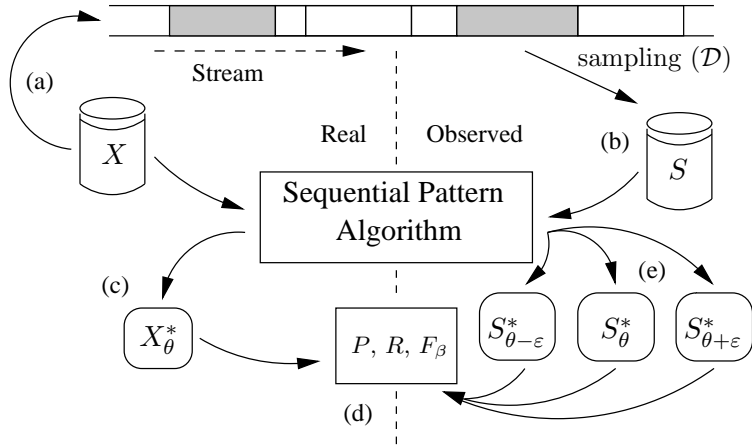 sampling (𝒟)
Stream
(a)
Real
Observed
(b)
X
S
Sequential Pattern
Algorithm
(c)
(e)
X*θ
P, R, Fβ
S*θ−ε
S*θ
S*θ+ε
(d)